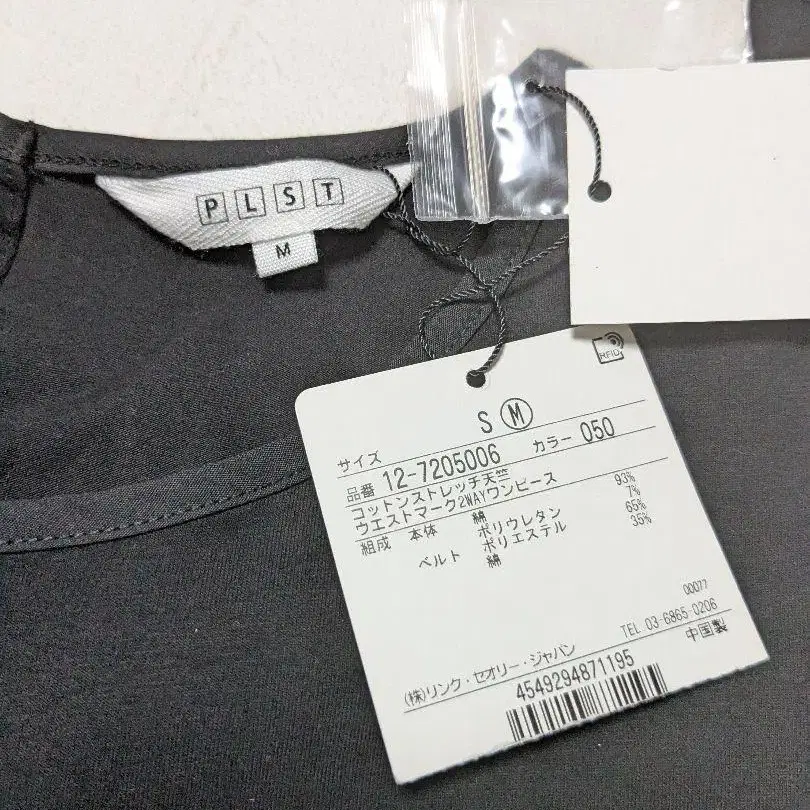 PLST
M
RFID
S M
サイズ
品番 12-7205006 カラー 050
コットンストレッチ天竺
ウエストマーク2WAYワンピース
組成 本体 綿 93%
ポリウレタン 7%
ベルト ポリエステル 65%
綿 35%
00077
TEL 03-6865-0206
(株)リンク・セオリー・ジャパン 中国製
4549294871195